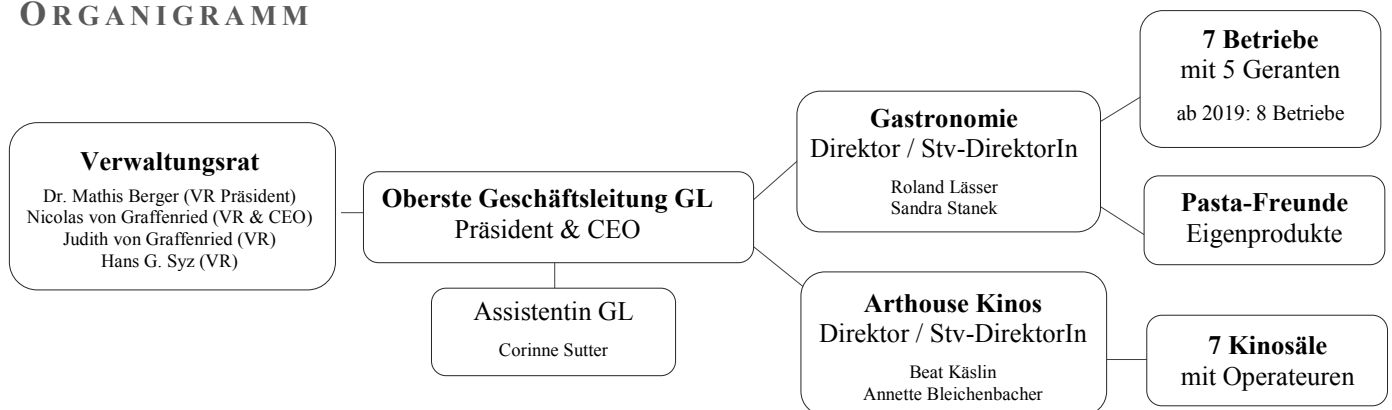 ORGANIGRAMM
Verwaltungsrat
Dr. Mathis Berger (VR Präsident)
Nicolas von Graffenried (VR & CEO)
Judith von Graffenried (VR)
Hans G. Syz (VR)
Oberste Geschäftsleitung GL
Präsident & CEO
Assistentin GL
Corinne Sutter
Gastronomie
Direktor / Stv-DirektorIn
Roland Lässer
Sandra Stanek
Arthouse Kinos
Direktor / Stv-DirektorIn
Beat Käslin
Annette Bleichenbacher
7 Betriebe
mit 5 Geranten
ab 2019: 8 Betriebe
Pasta-Freunde
Eigenprodukte
7 Kinosäle
mit Operateuren